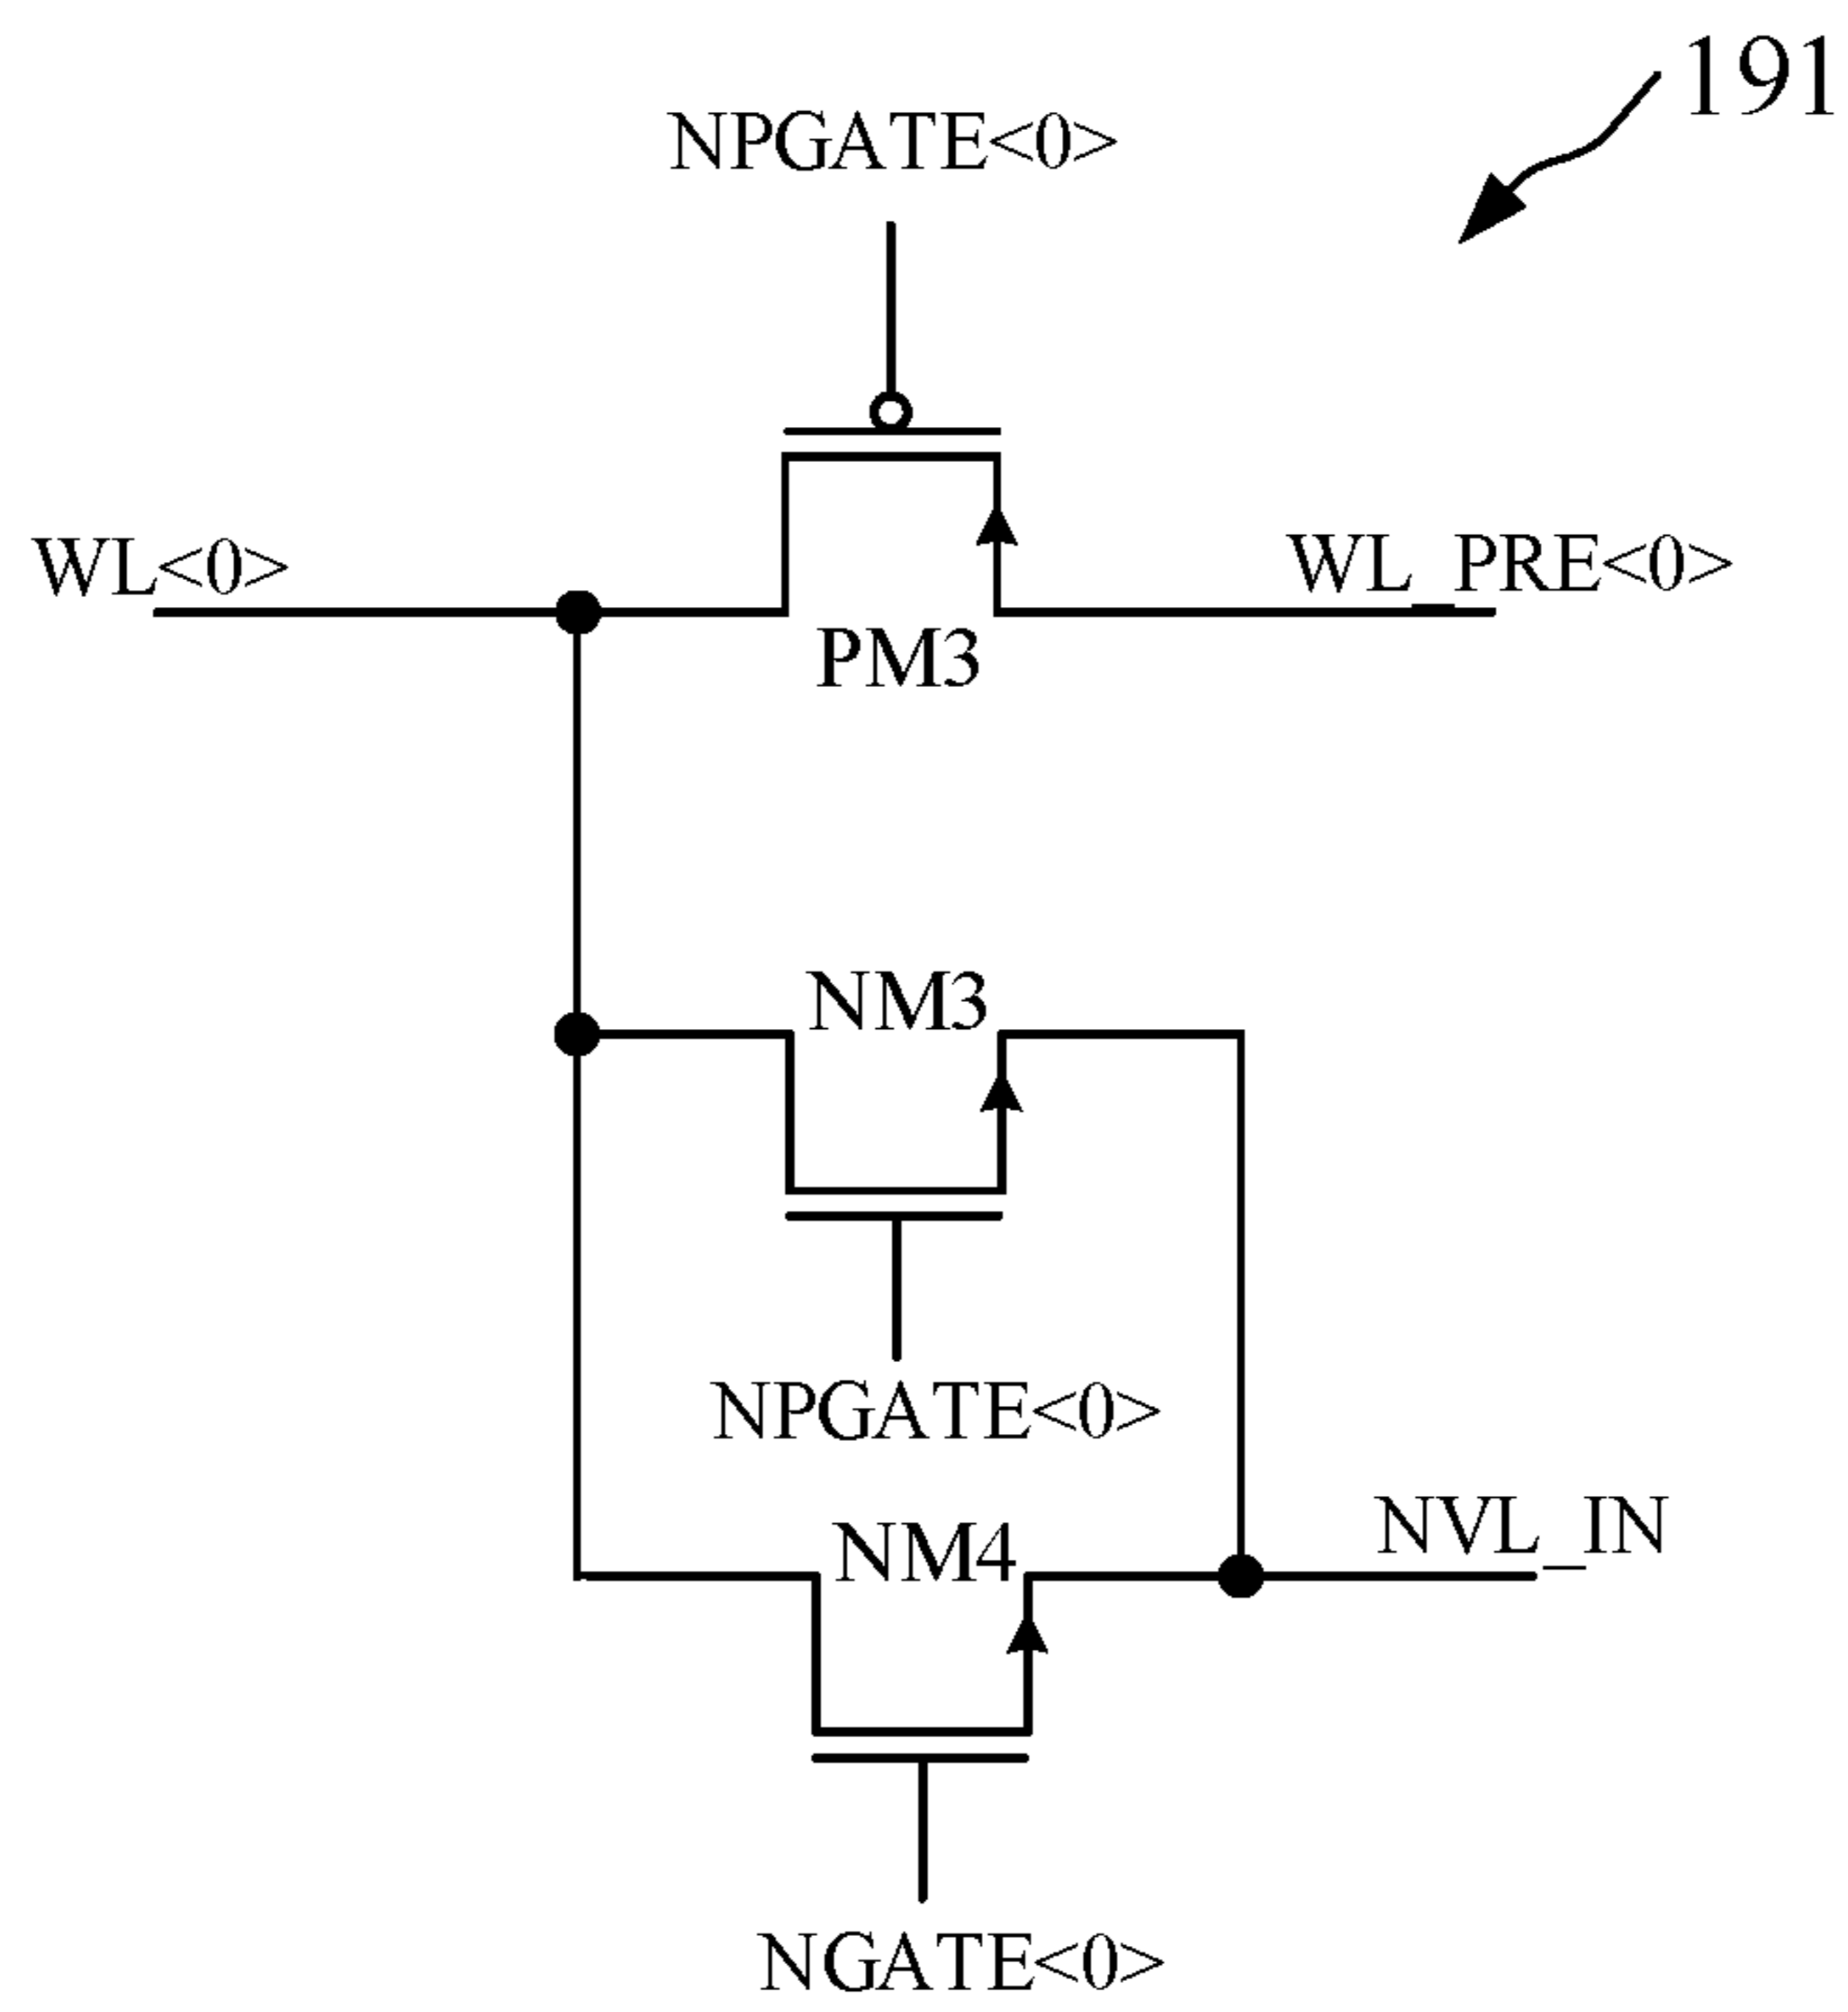 191
NPGATE<0>
WL<0>
WL_PRE<0>
PM3
NM3
NPGATE<0>
NVL_IN
NM4
NGATE<0>